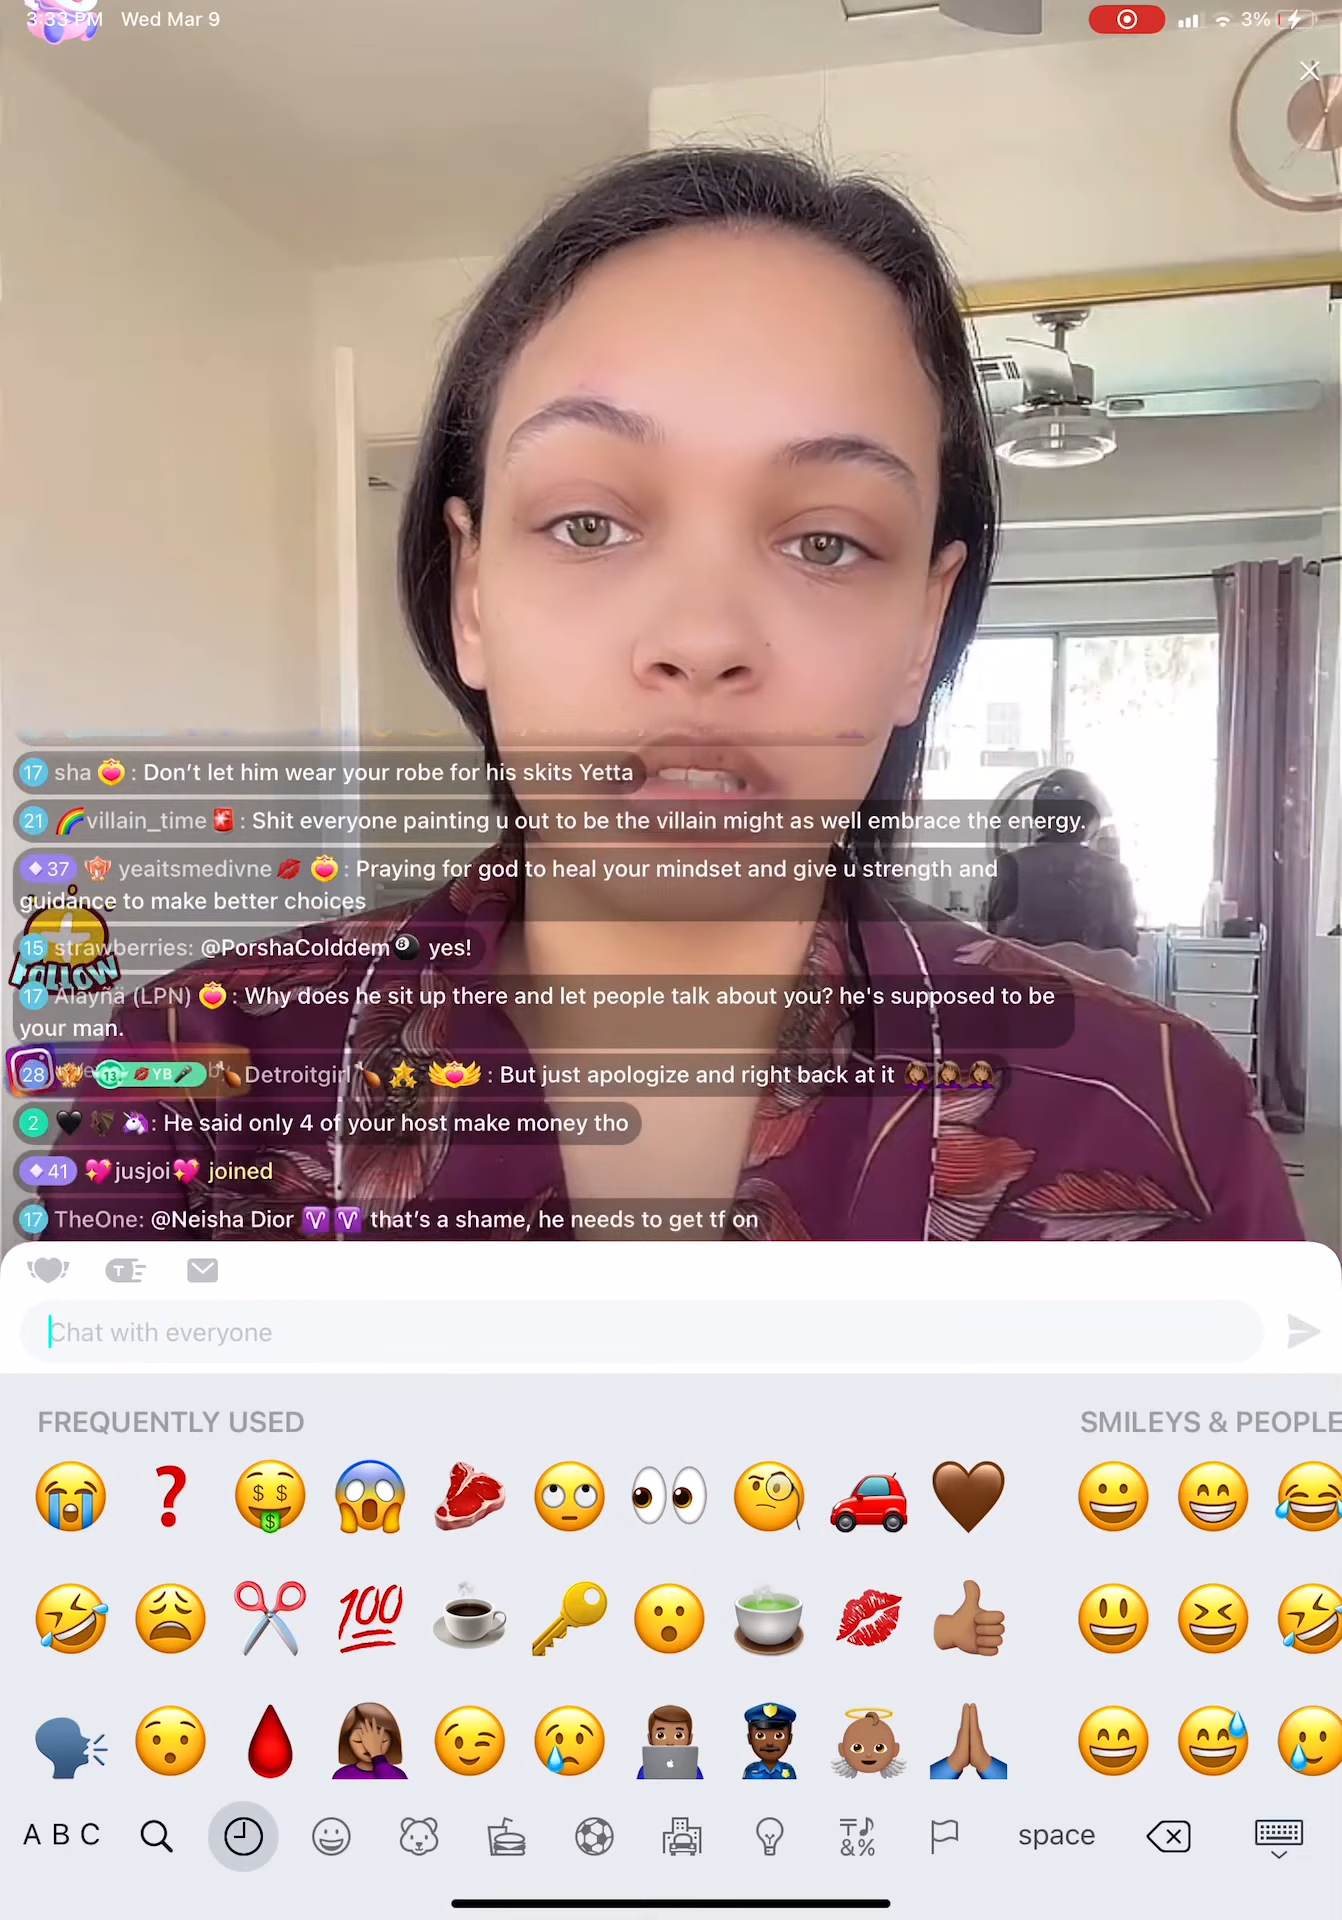 3:33 PM Wed Mar 9 3%
17 sha : Don't let him wear your robe for his skits Yetta
21 villain_time : Shit everyone painting u out to be the villain might as well embrace the energy.
37 yeaitsmedivne : Praying for god to heal your mindset and give u strength and
guidance to make better choices
15 strawberries: @PorshaColddem yes!
FOLLOW
17 Älayñä (LPN) : Why does he sit up there and let people talk about you? he's supposed to be
your man.
28 13 YB Detroitgirl : But just apologize and right back at it
2 : He said only 4 of your host make money tho
41 jusjoi joined
17 TheOne: @Neisha Dior that's a shame, he needs to get tf on
Chat with everyone
FREQUENTLY USED SMILEYS & PEOPLE
100
A B C space